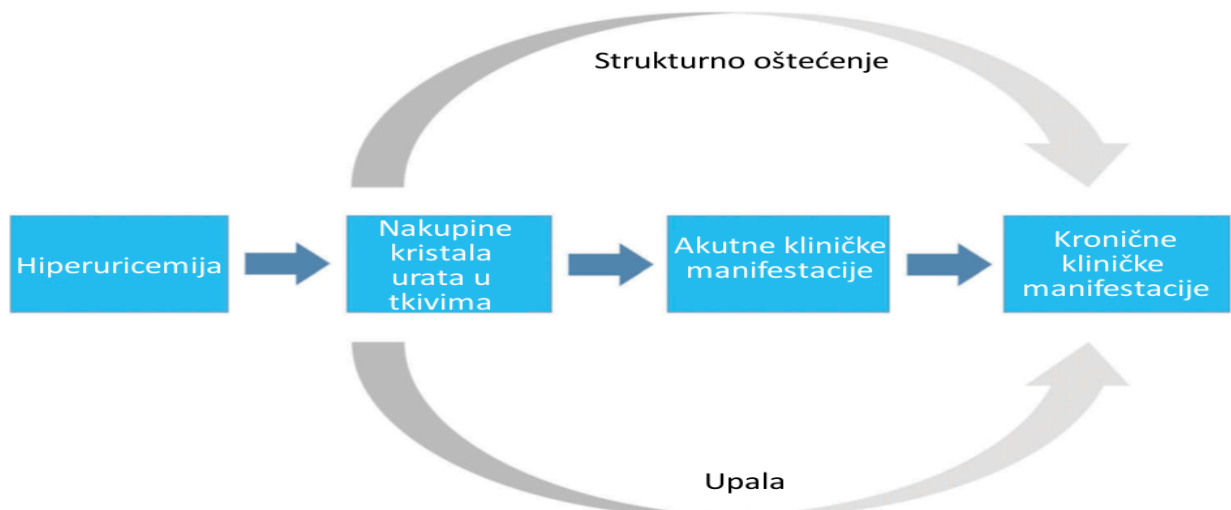 Strukturno oštećenje
Hiperuricemija
Nakupine
kristala
urata u
tkivima
Akutne kliničke
manifestacije
Kronične
kliničke
manifestacije
Upala